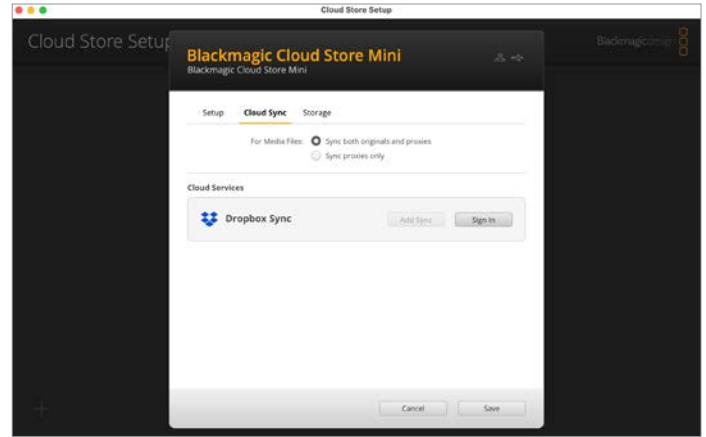 Cloud Store Setup
Cloud Store Setup
Blackmagicdesign
Blackmagic Cloud Store Mini
Blackmagic Cloud Store Mini
Setup Cloud Sync Storage
For Media Files: Sync both originals and proxies
Sync proxies only
Cloud Services
Dropbox Sync Add Sync Sign In
Cancel Save